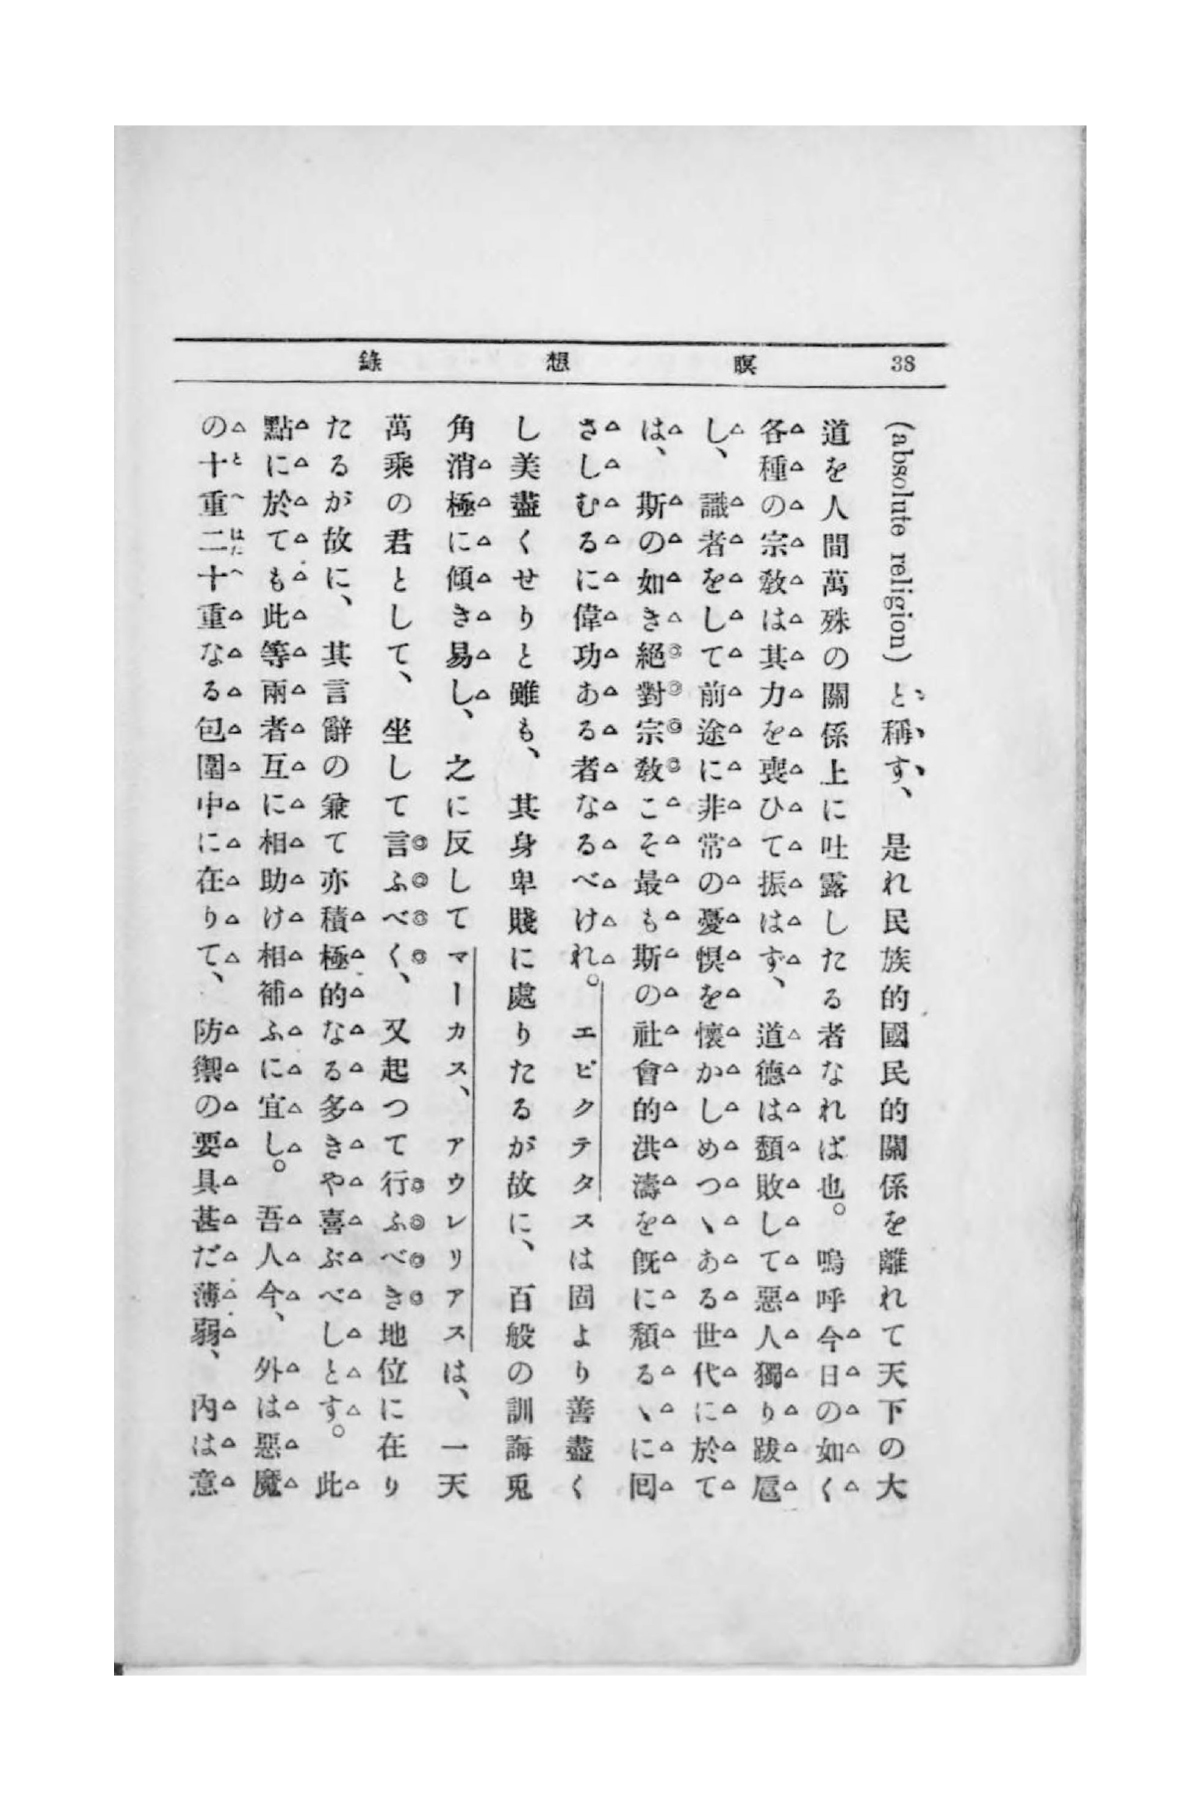 38 瞑想錄
(absolute religion)と稱す、是れ民族的國民的關係を離れて天下の大
道を人間萬殊の關係上に吐露したる者なれば也。嗚呼今日の如く
各種の宗敎は其力を喪ひて振はず、道德は頽敗して惡人獨り跋扈
し、識者をして前途に非常の憂惧を懷かしめつゝある世代に於て
は、斯の如き絕對宗敎こそ最も斯の社會的洪濤を旣に頽るゝに囘
さしむるに偉功ある者なるべけれ。エピクテタスは固より善盡く
し美盡くせりと雖も、其身卑賤に處りたるが故に、百般の訓誨兎
角消極に傾き易し、之に反してマーカス、アウレリアスは、一天
萬乘の君として、坐して言ふべく、又起つて行ふべき地位に在り
たるが故に、其言辭の兼て亦積極的なる多きや喜ぶべしとす。此
點に於ても此等兩者互に相助け相補ふに宜し。吾人今、外は惡魔
の十重二十重なる包圍中に在りて、防禦の要具甚だ薄弱、內は意